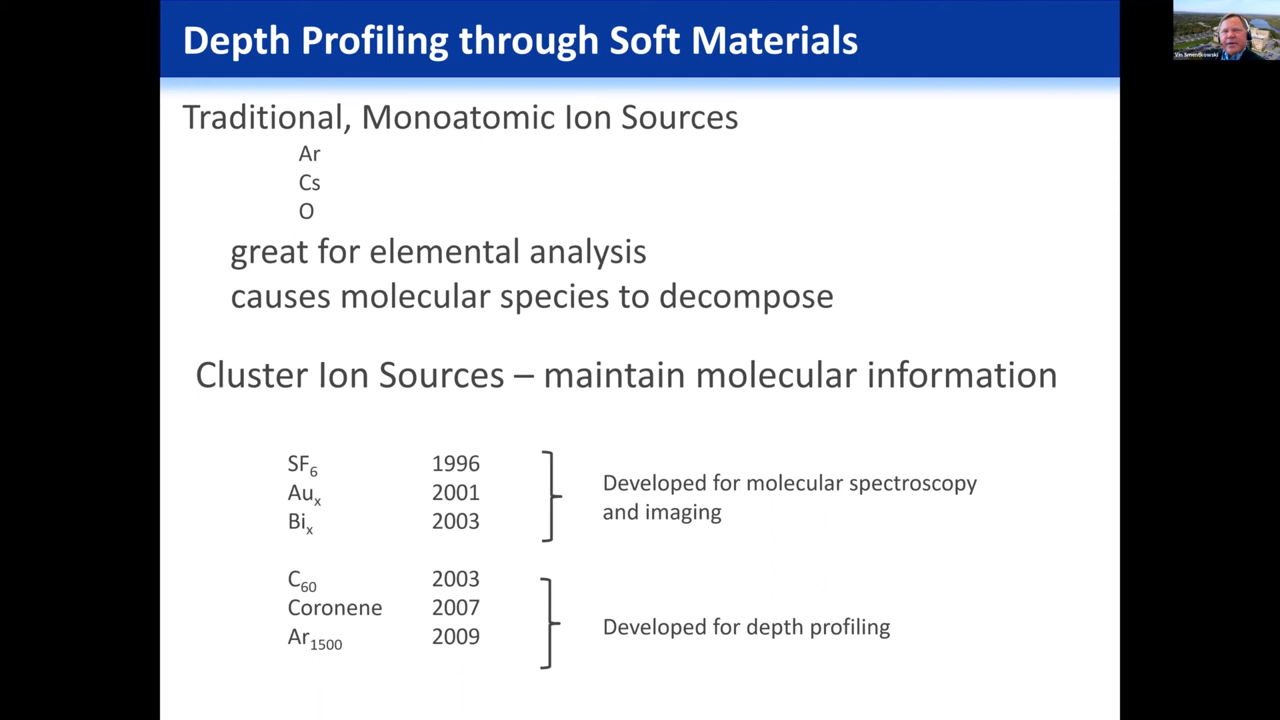 Depth Profiling through Soft Materials
Traditional, Monoatomic Ion Sources
Ar
Cs
O
great for elemental analysis
causes molecular species to decompose
Cluster Ion Sources – maintain molecular information
SF6 1996
Aux 2001
Bix 2003
Developed for molecular spectroscopy
and imaging
C60 2003
Coronene 2007
Ar1500 2009
Developed for depth profiling